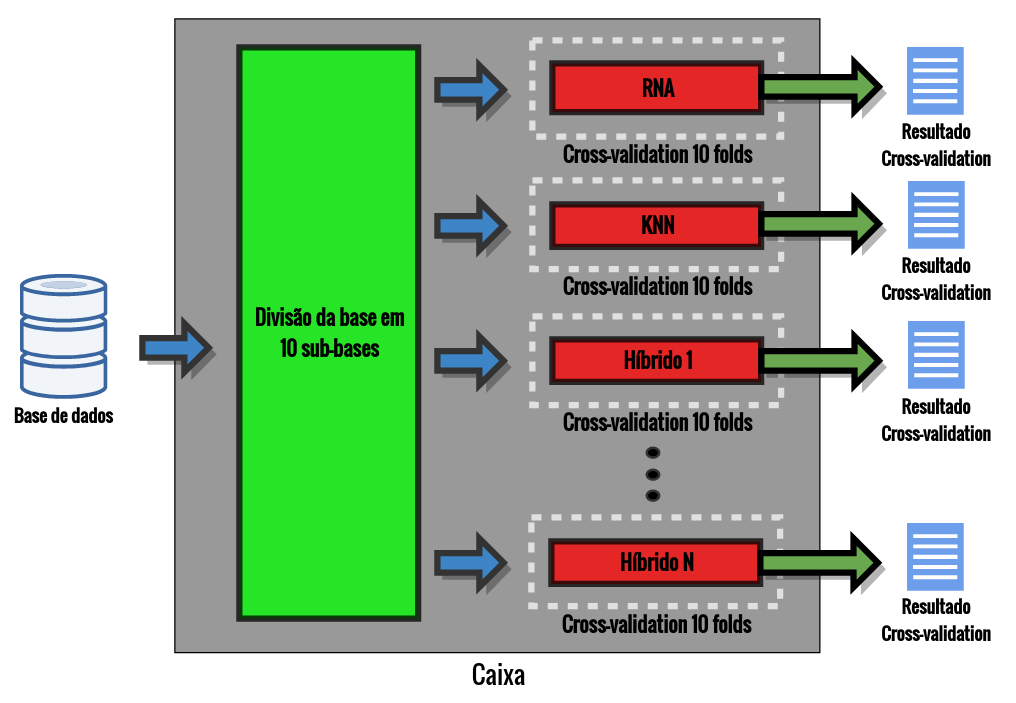 Base de dados
Divisão da base em
10 sub-bases
RNA
Cross-validation 10 folds
Resultado
Cross-validation
KNN
Cross-validation 10 folds
Resultado
Cross-validation
Híbrido 1
Cross-validation 10 folds
Resultado
Cross-validation
Híbrido N
Cross-validation 10 folds
Resultado
Cross-validation
Caixa